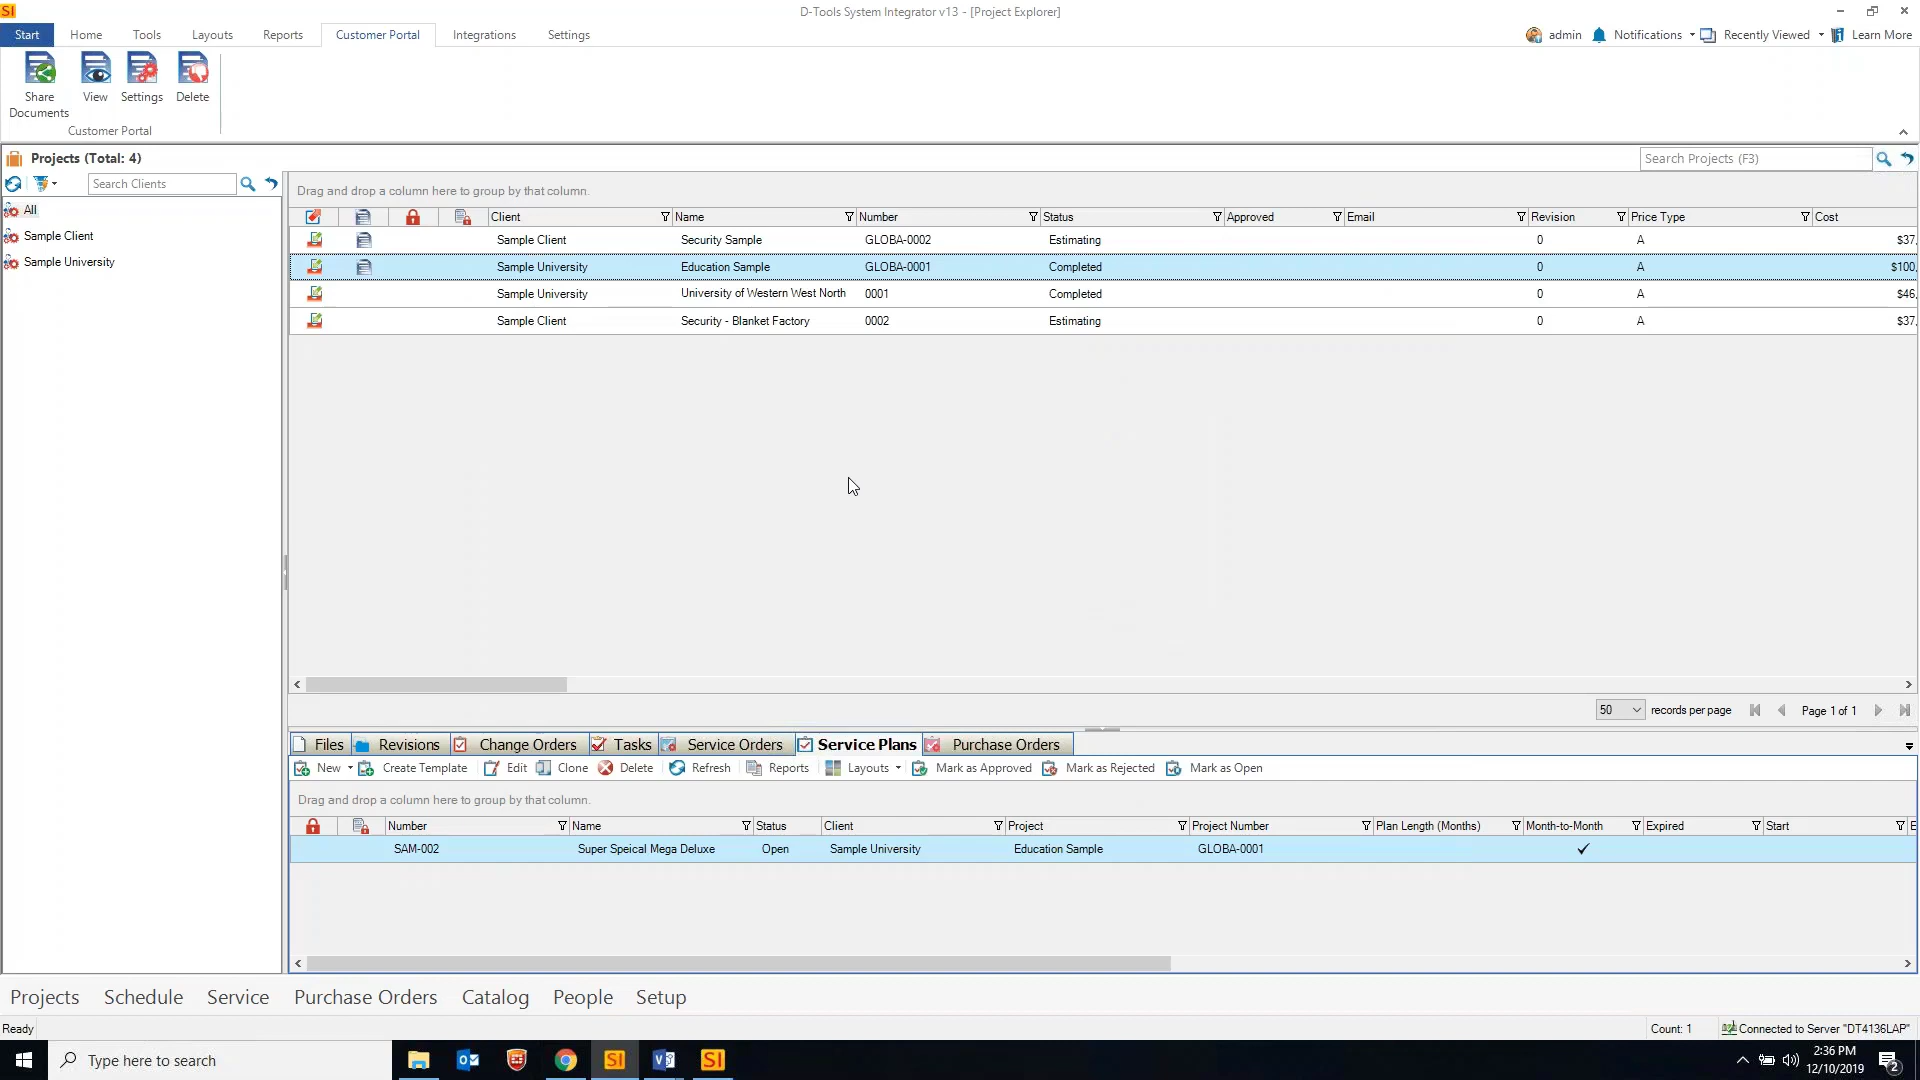 SI D-Tools System Integrator v13 - [Project Explorer]
Start Home Tools Layouts Reports Customer Portal Integrations Settings admin Notifications Recently Viewed Learn More
Share Documents View Settings Delete
Customer Portal
Projects (Total: 4) Search Projects (F3)
Search Clients Drag and drop a column here to group by that column.
All Client Name Number Status Approved Email Revision Price Type Cost
Sample Client Sample Client Security Sample GLOBA-0002 Estimating 0 A $37,
Sample University Sample University Education Sample GLOBA-0001 Completed 0 A $100,
Sample University University of Western West North 0001 Completed 0 A $46,
Sample Client Security - Blanket Factory 0002 Estimating 0 A $37,
50 records per page Page 1 of 1
Files Revisions Change Orders Tasks Service Orders Service Plans Purchase Orders
New Create Template Edit Clone Delete Refresh Reports Layouts Mark as Approved Mark as Rejected Mark as Open
Drag and drop a column here to group by that column.
Number Name Status Client Project Project Number Plan Length (Months) Month-to-Month Expired Start E
SAM-002 Super Speical Mega Deluxe Open Sample University Education Sample GLOBA-0001
Projects Schedule Service Purchase Orders Catalog People Setup
Ready Count: 1 Connected to Server "DT4136LAP"
Type here to search SI SI 2:36 PM
12/10/2019 2